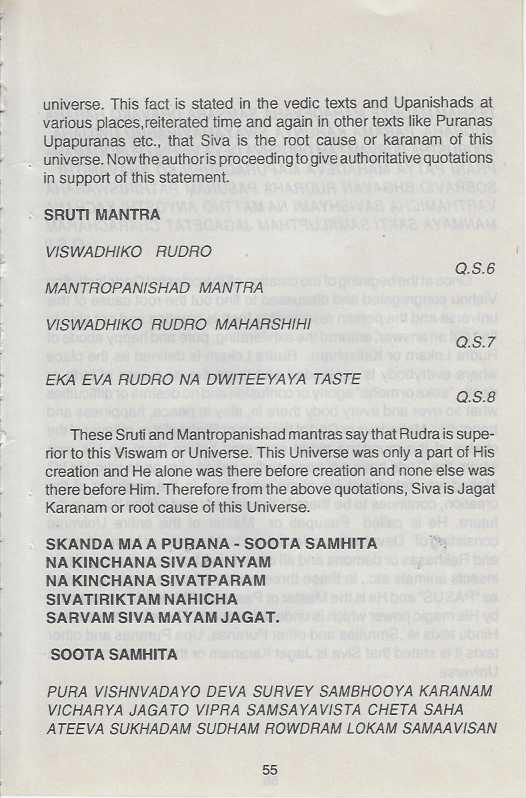 universe. This fact is stated in the vedic texts and Upanishads at
various places,reiterated time and again in other texts like Puranas
Upapuranas etc., that Siva is the root cause or karanam of this
universe. Now the author is proceeding to give authoritative quotations
in support of this statement.
SRUTI MANTRA
VISWADHIKO RUDRO
Q.S.6
MANTROPANISHAD MANTRA
VISWADHIKO RUDRO MAHARSHIHI
Q.S.7
EKA EVA RUDRO NA DWITEEYAYA TASTE
Q.S.8
These Sruti and Mantropanishad mantras say that Rudra is supe-
rior to this Viswam or Universe. This Universe was only a part of His
creation and He alone was there before creation and none else was
there before Him. Therefore from the above quotations, Siva is Jagat
Karanam or root cause of this Universe.
SKANDA MA A PURANA - SOOTA SAMHITA
NA KINCHANA SIVA DANYAM
NA KINCHANA SIVATPARAM
SIVATIRIKTAM NAHICHA
SARVAM SIVA MAYAM JAGAT.
SOOTA SAMHITA
PURA VISHNVADAYO DEVA SURVEY SAMBHOOYA KARANAM
VICHARYA JAGATO VIPRA SAMSAYAVISTA CHETA SAHA
ATEEVA SUKHADAM SUDHAM ROWDRAM LOKAM SAMAAVISAN
55